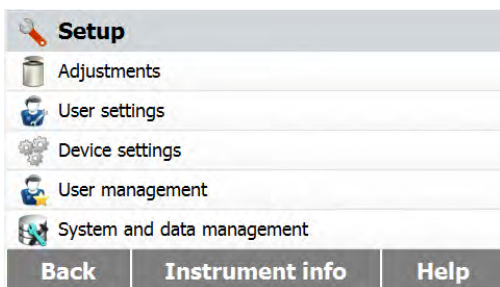 Setup
Adjustments
User settings
Device settings
User management
System and data management
Back Instrument info Help